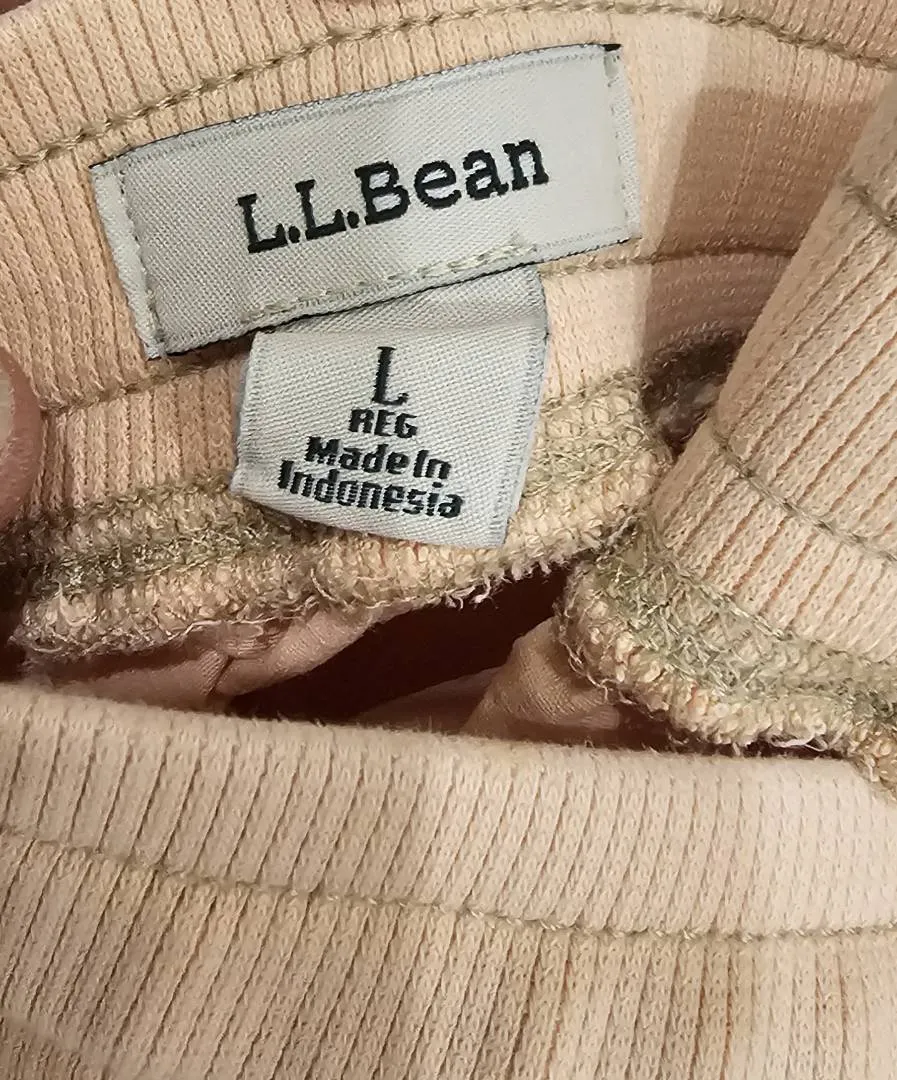 L.L.Bean
L
REG
Made In
Indonesia